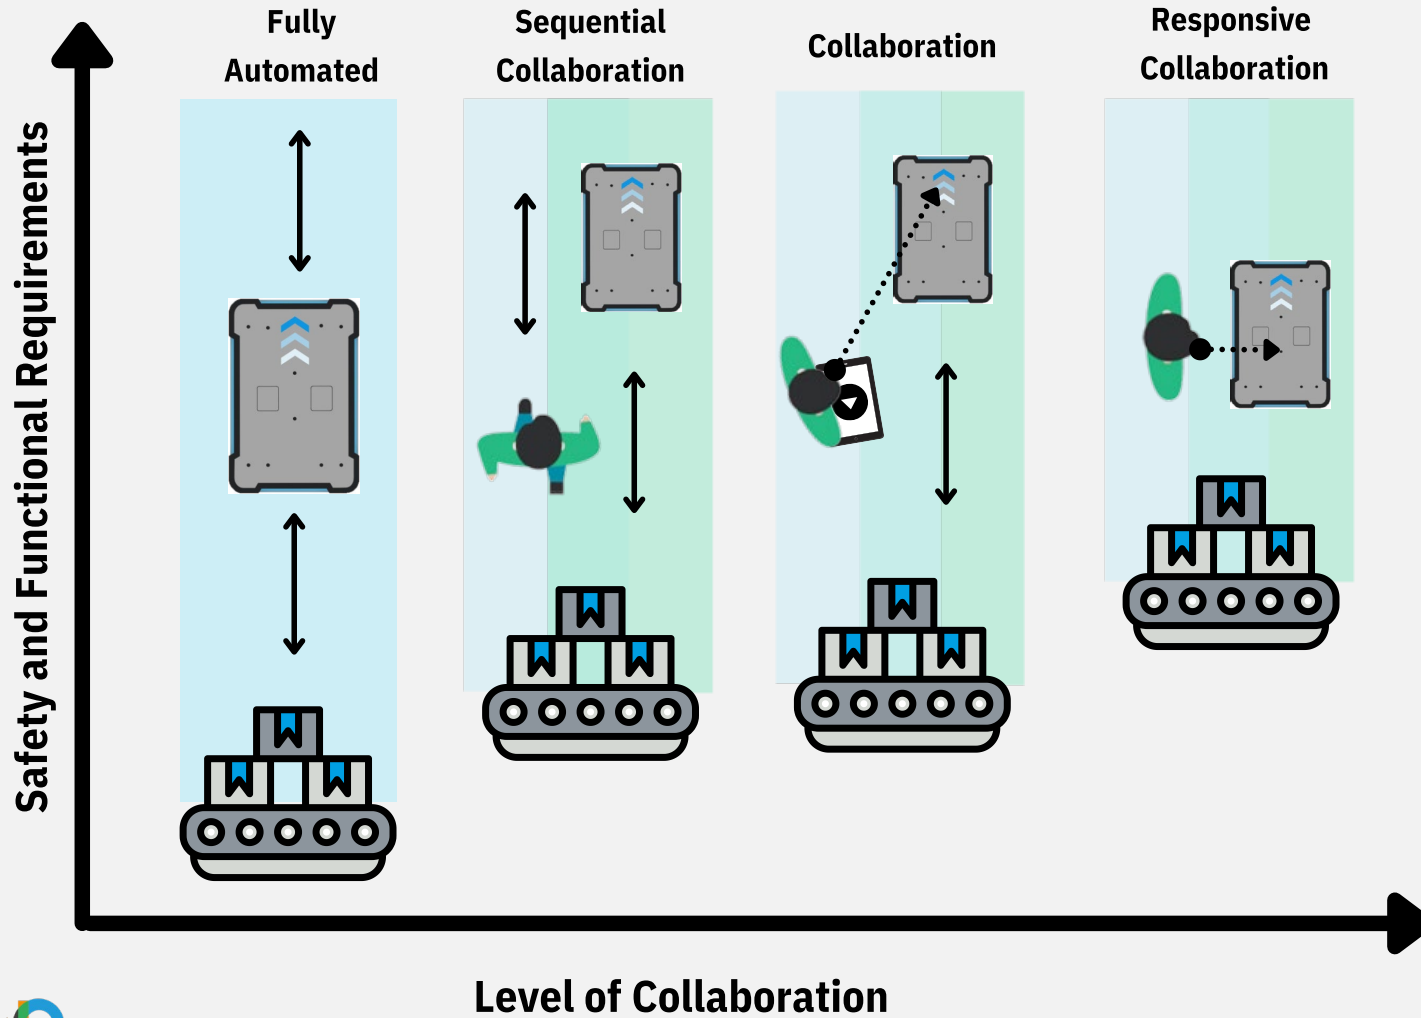 Fully
Automated
Sequential
Collaboration
Collaboration
Responsive
Collaboration
Safety and Functional Requirements
Level of Collaboration